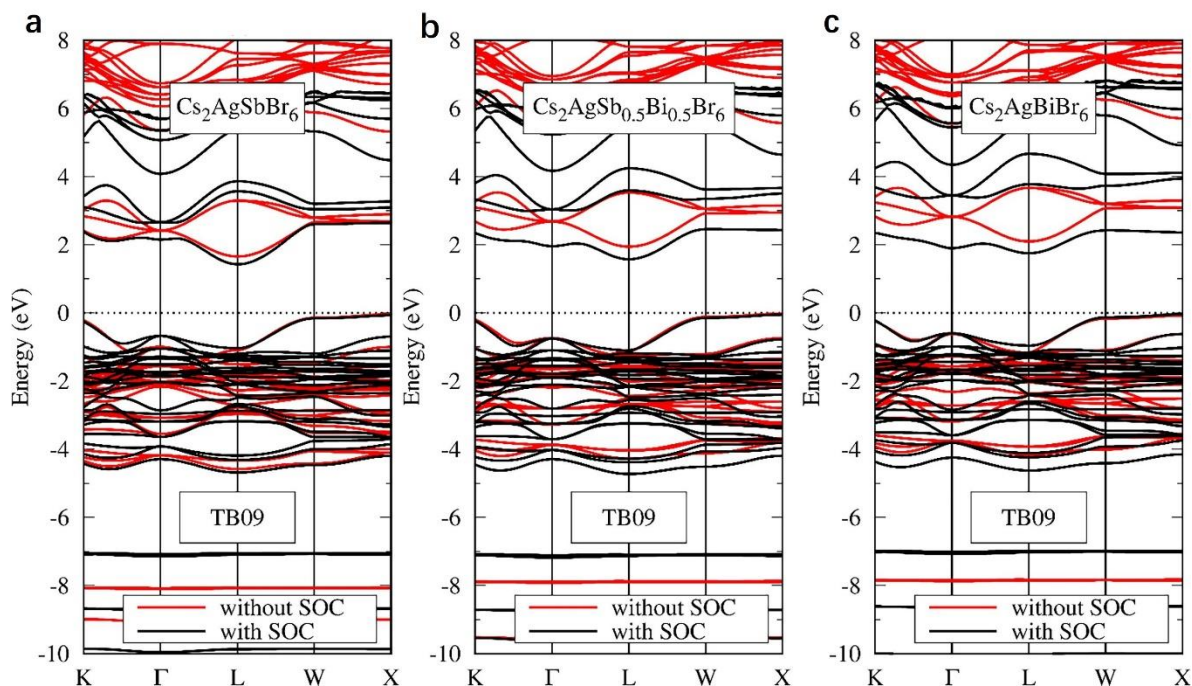 a
b
c
8
6
4
2
0
-2
-4
-6
-8
-10
Energy (eV)
Cs₂AgSbBr₆
TB09
without SOC
with SOC
K Γ L W X
8
6
4
2
0
-2
-4
-6
-8
-10
Energy (eV)
Cs₂AgSb₀.₅Bi₀.₅Br₆
TB09
without SOC
with SOC
K Γ L W X
8
6
4
2
0
-2
-4
-6
-8
-10
Energy (eV)
Cs₂AgBiBr₆
TB09
without SOC
with SOC
K Γ L W X